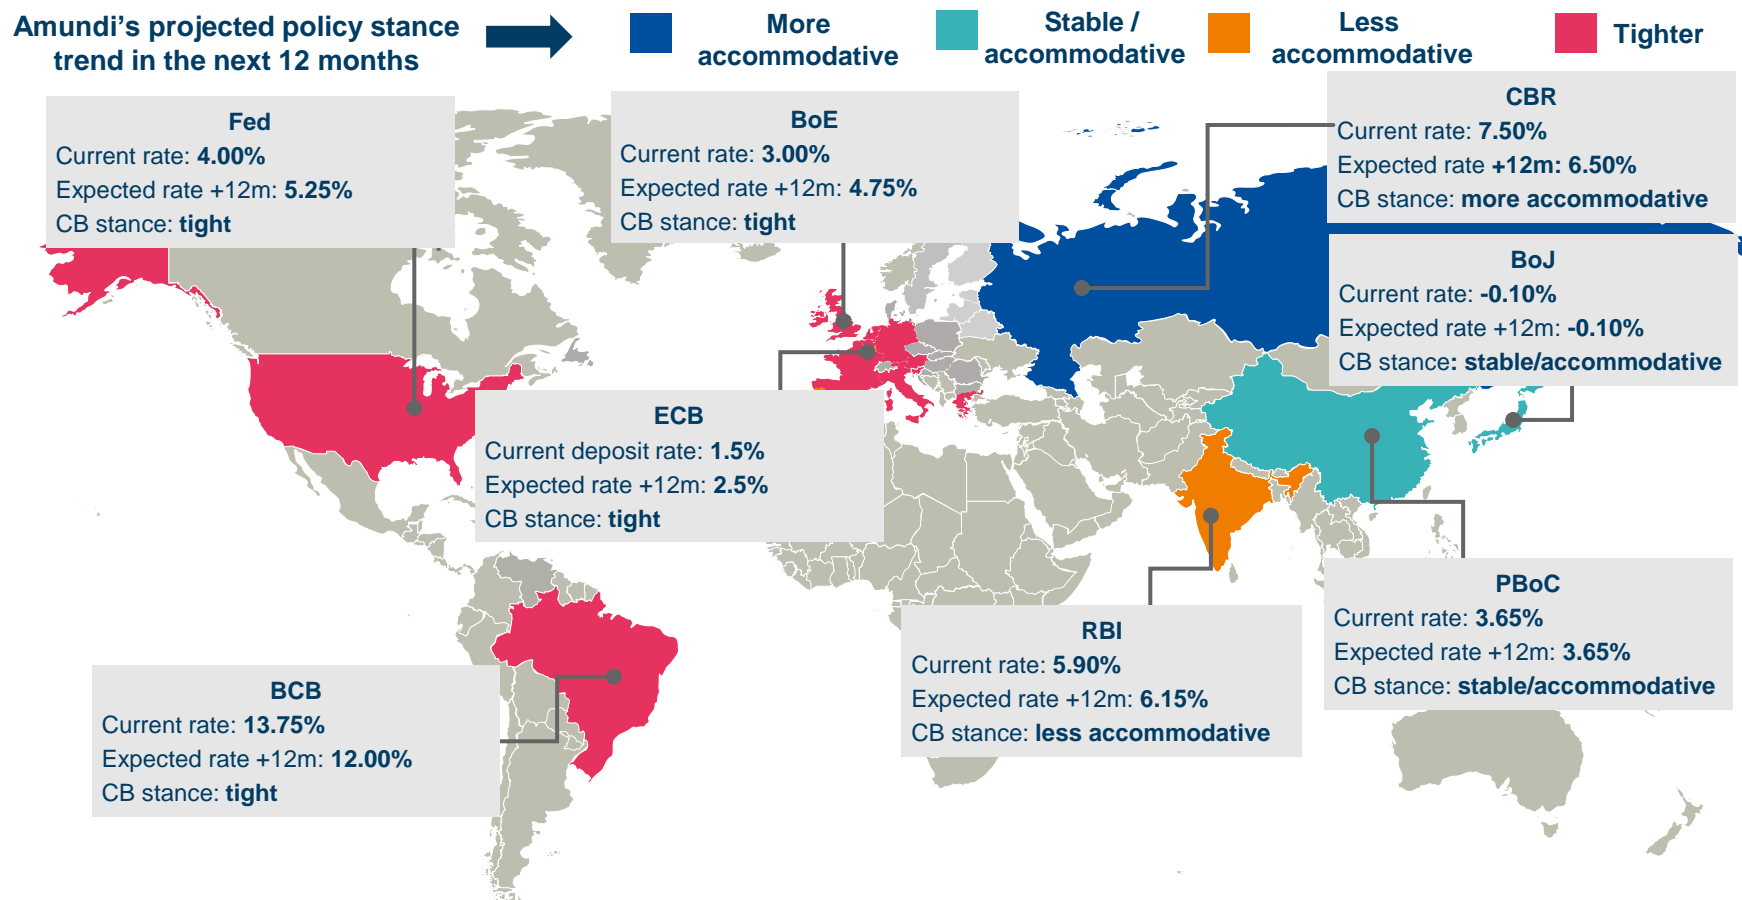 Amundi's projected policy stance
trend in the next 12 months
More
accommodative
Stable /
accommodative
Less
accommodative
Tighter
Fed
Current rate: 4.00%
Expected rate +12m: 5.25%
CB stance: tight
BoE
Current rate: 3.00%
Expected rate +12m: 4.75%
CB stance: tight
CBR
Current rate: 7.50%
Expected rate +12m: 6.50%
CB stance: more accommodative
BoJ
Current rate: -0.10%
Expected rate +12m: -0.10%
CB stance: stable/accommodative
ECB
Current deposit rate: 1.5%
Expected rate +12m: 2.5%
CB stance: tight
PBoC
Current rate: 3.65%
Expected rate +12m: 3.65%
CB stance: stable/accommodative
RBI
Current rate: 5.90%
Expected rate +12m: 6.15%
CB stance: less accommodative
BCB
Current rate: 13.75%
Expected rate +12m: 12.00%
CB stance: tight